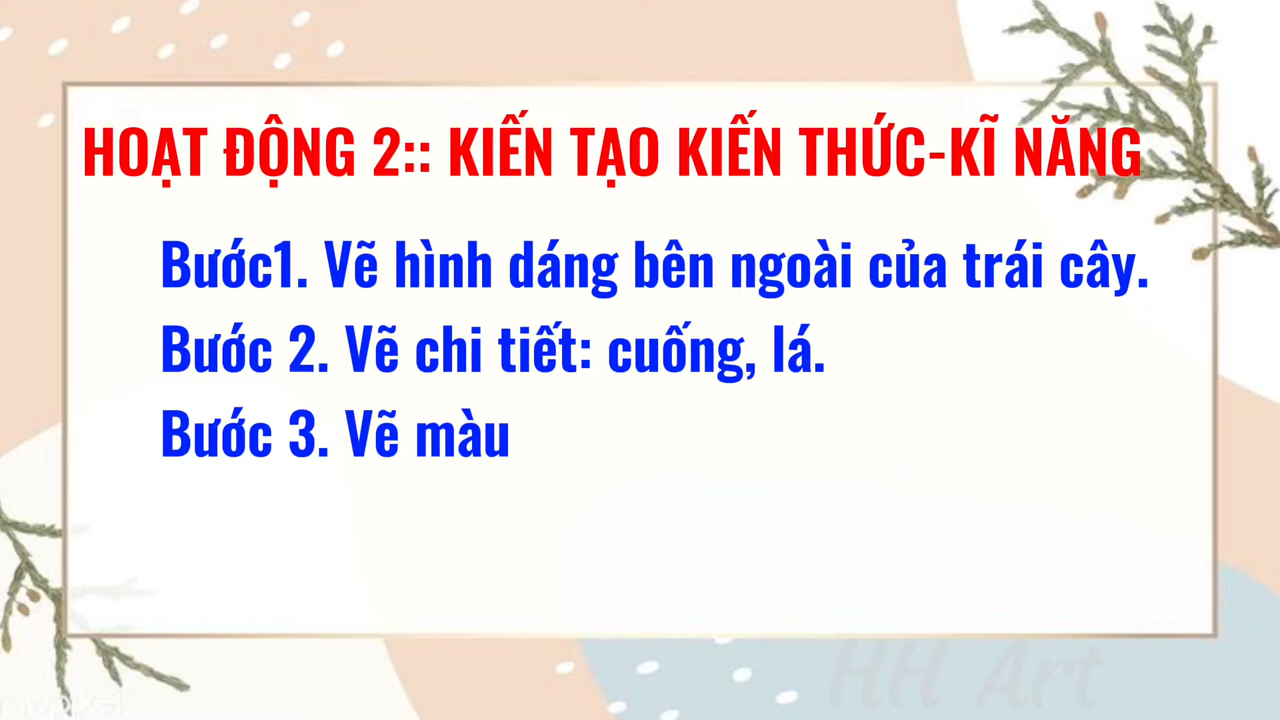 HOẠT ĐỘNG 2:: KIẾN TẠO KIẾN THỨC-KĨ NĂNG
Bước1. Vẽ hình dáng bên ngoài của trái cây.
Bước 2. Vẽ chi tiết: cuống, lá.
Bước 3. Vẽ màu
HH Art
rawpixel